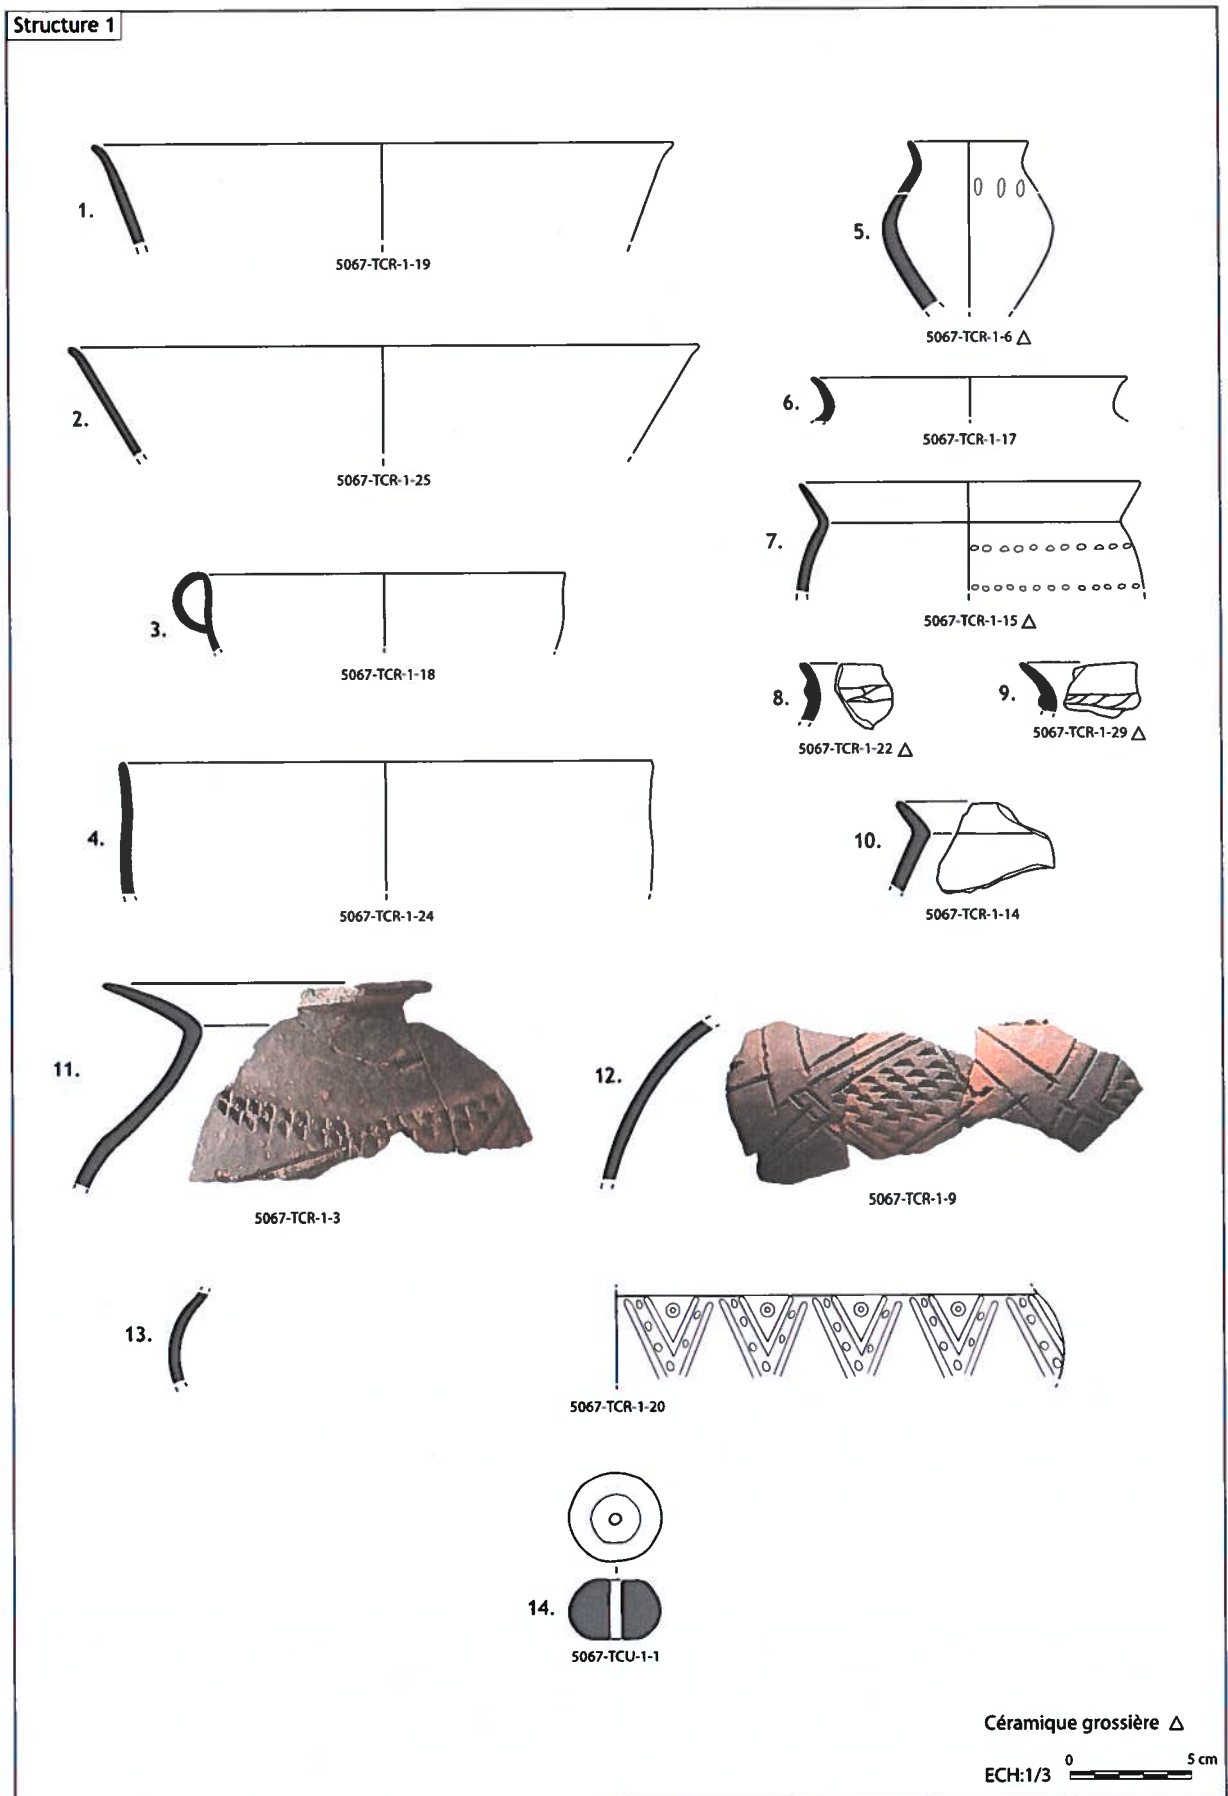 Structure 1
1.
5067-TCR-1-19
2.
5067-TCR-1-25
3.
5067-TCR-1-18
4.
5067-TCR-1-24
5.
5067-TCR-1-6 △
6.
5067-TCR-1-17
7.
5067-TCR-1-15 △
8.
5067-TCR-1-22 △
9.
5067-TCR-1-29 △
10.
5067-TCR-1-14
11.
5067-TCR-1-3
12.
5067-TCR-1-9
13.
5067-TCR-1-20
14.
5067-TCU-1-1
Céramique grossière △
ECH:1/3 0 5 cm